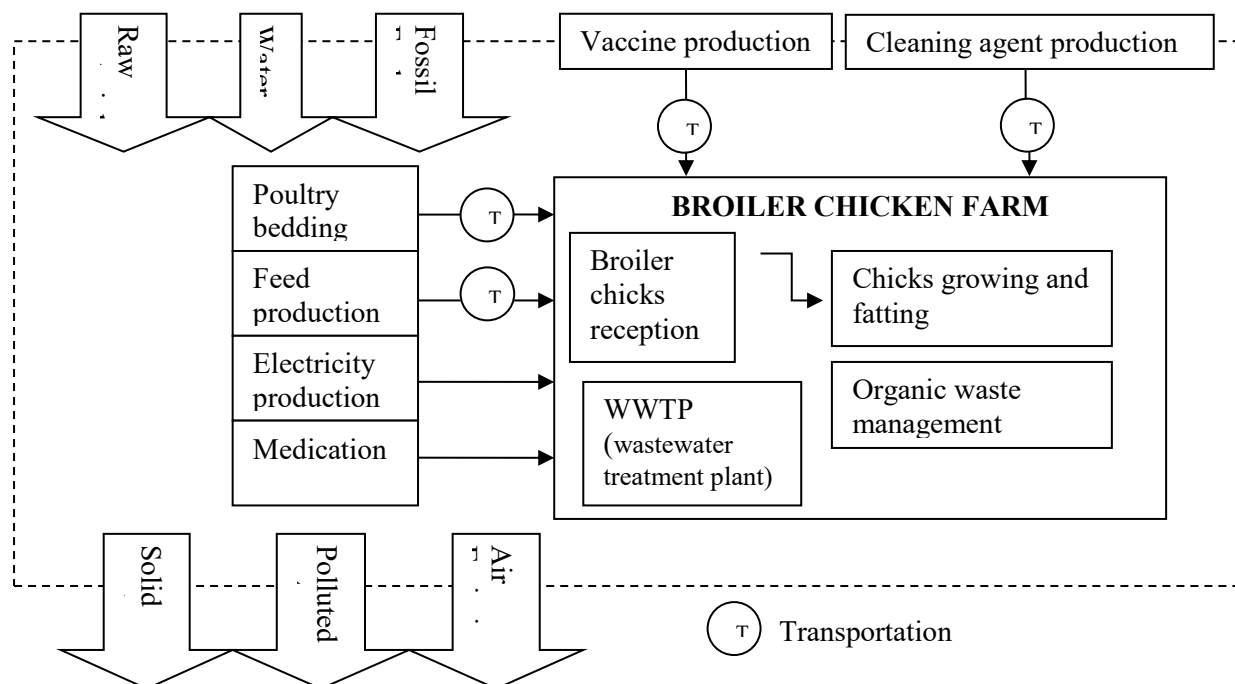 Raw
Water
Fossil
Vaccine production
Cleaning agent production
T
T
Poultry
bedding
T
Feed
production
T
Electricity
production
Medication
BROILER CHICKEN FARM
Broiler
chicks
reception
Chicks growing and
fatting
WWTP
(wastewater
treatment plant)
Organic waste
management
Solid
Polluted
Air
T
Transportation